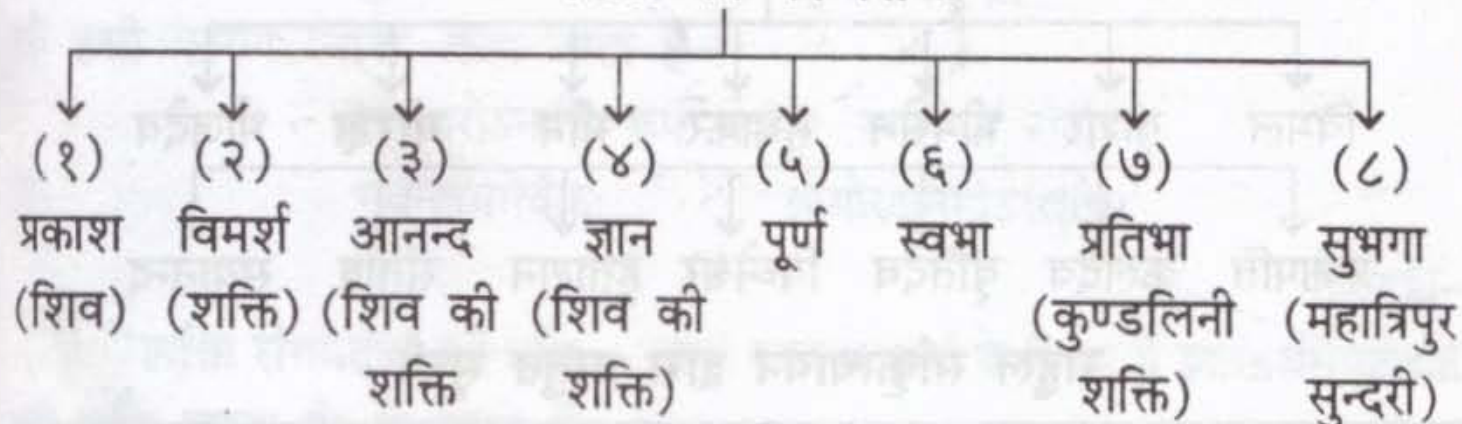 (१) (२) (३) (४) (५) (६) (७) (८)
प्रकाश विमर्श आनन्द ज्ञान पूर्ण स्वभा प्रतिभा सुभगा
(शिव) (शक्ति) (शिव की (शिव की (कुण्डलिनी (महात्रिपुर
शक्ति शक्ति) शक्ति) सुन्दरी)